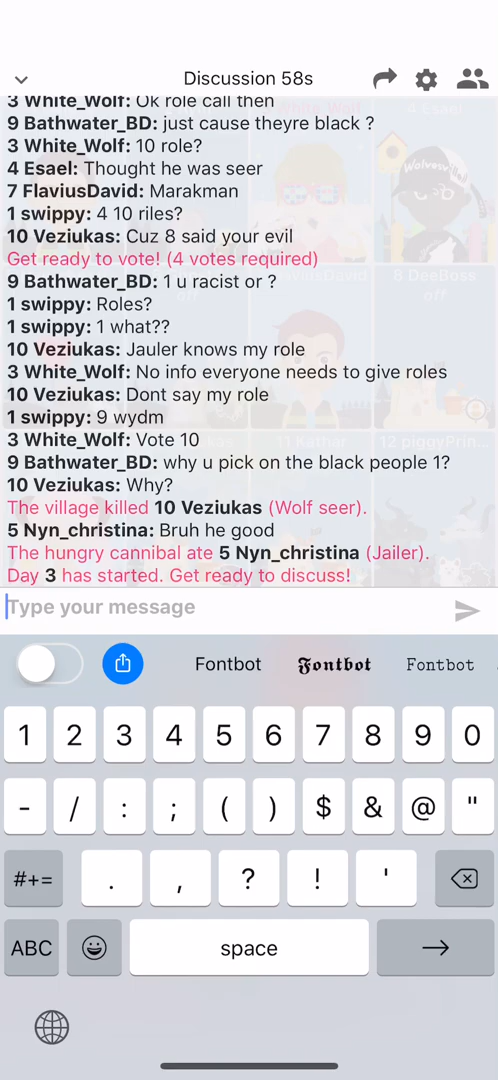 Discussion 58s
3 White_Wolf: Ok role call then
9 Bathwater_BD: just cause theyre black ?
3 White_Wolf: 10 role?
4 Esael: Thought he was seer
7 FlaviusDavid: Marakman
1 swippy: 4 10 riles?
10 Veziukas: Cuz 8 said your evil
Get ready to vote! (4 votes required)
9 Bathwater_BD: 1 u racist or ?
1 swippy: Roles?
1 swippy: 1 what??
10 Veziukas: Jauler knows my role
3 White_Wolf: No info everyone needs to give roles
10 Veziukas: Dont say my role
1 swippy: 9 wydm
3 White_Wolf: Vote 10
9 Bathwater_BD: why u pick on the black people 1?
10 Veziukas: Why?
The village killed 10 Veziukas (Wolf seer).
5 Nyn_christina: Bruh he good
The hungry cannibal ate 5 Nyn_christina (Jailer).
Day 3 has started. Get ready to discuss!
Type your message
Fontbot 𝕱𝖔𝖓𝖙𝖇𝖔𝖙 𝙵𝚘𝚗𝚝𝚋𝚘𝚝
1 2 3 4 5 6 7 8 9 0
- / : ; ( ) $ & @ "
#+= . , ? ! '
ABC space